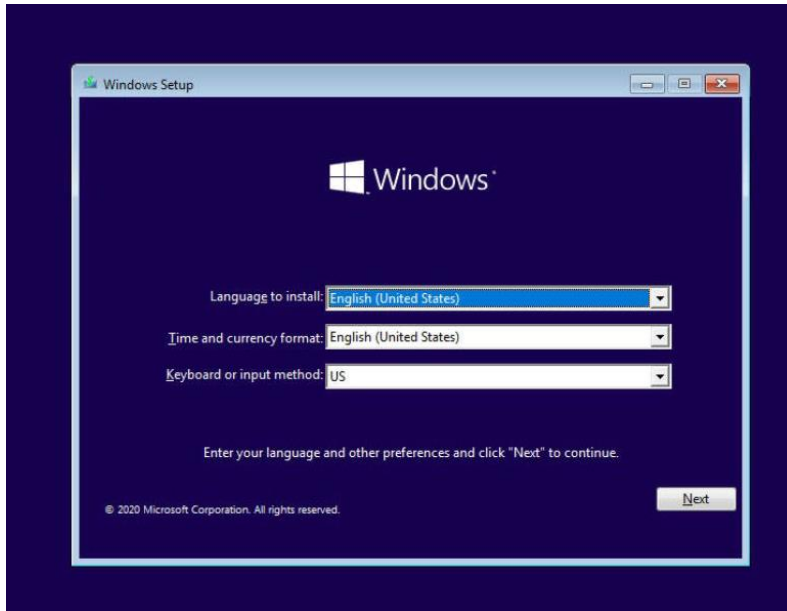 Windows Setup
Windows
Language to install: English (United States)
Time and currency format: English (United States)
Keyboard or input method: US
Enter your language and other preferences and click "Next" to continue.
Next
© 2020 Microsoft Corporation. All rights reserved.